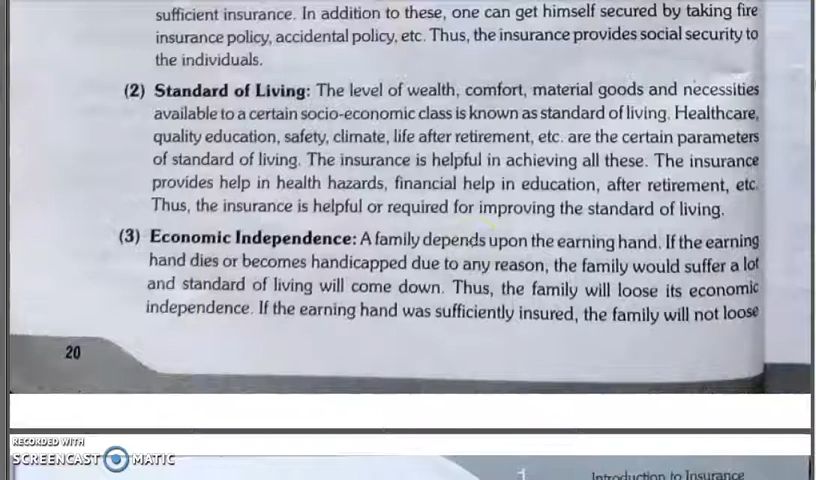 sufficient insurance. In addition to these, one can get himself secured by taking fire
insurance policy, accidental policy, etc. Thus, the insurance provides social security to
the individuals.
(2) Standard of Living: The level of wealth, comfort, material goods and necessities
available to a certain socio-economic class is known as standard of living. Healthcare,
quality education, safety, climate, life after retirement, etc. are the certain parameters
of standard of living. The insurance is helpful in achieving all these. The insurance
provides help in health hazards, financial help in education, after retirement, etc.
Thus, the insurance is helpful or required for improving the standard of living.
(3) Economic Independence: A family depends upon the earning hand. If the earning
hand dies or becomes handicapped due to any reason, the family would suffer a lot
and standard of living will come down. Thus, the family will loose its economic
independence. If the earning hand was sufficiently insured, the family will not loose
20
RECORDED WITH
SCREENCAST MATIC
1 Introduction to Insurance